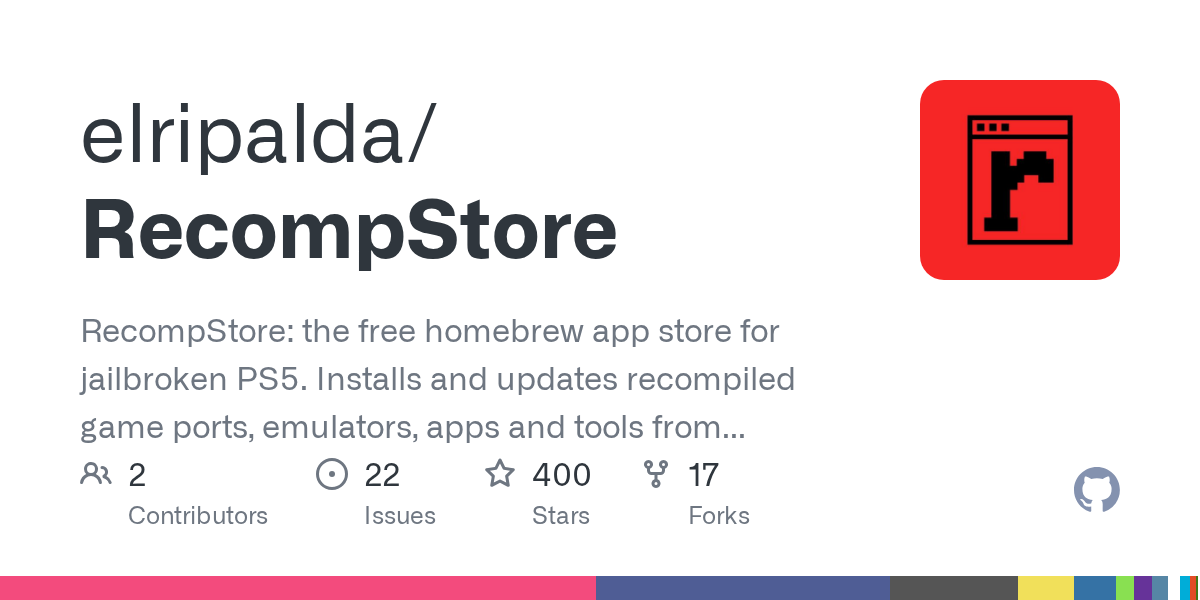 elripalda/
RecompStore
r
RecompStore: the free homebrew app store for
jailbroken PS5. Installs and updates recompiled
game ports, emulators, apps and tools from...
2 22 400 17
Contributors Issues Stars Forks